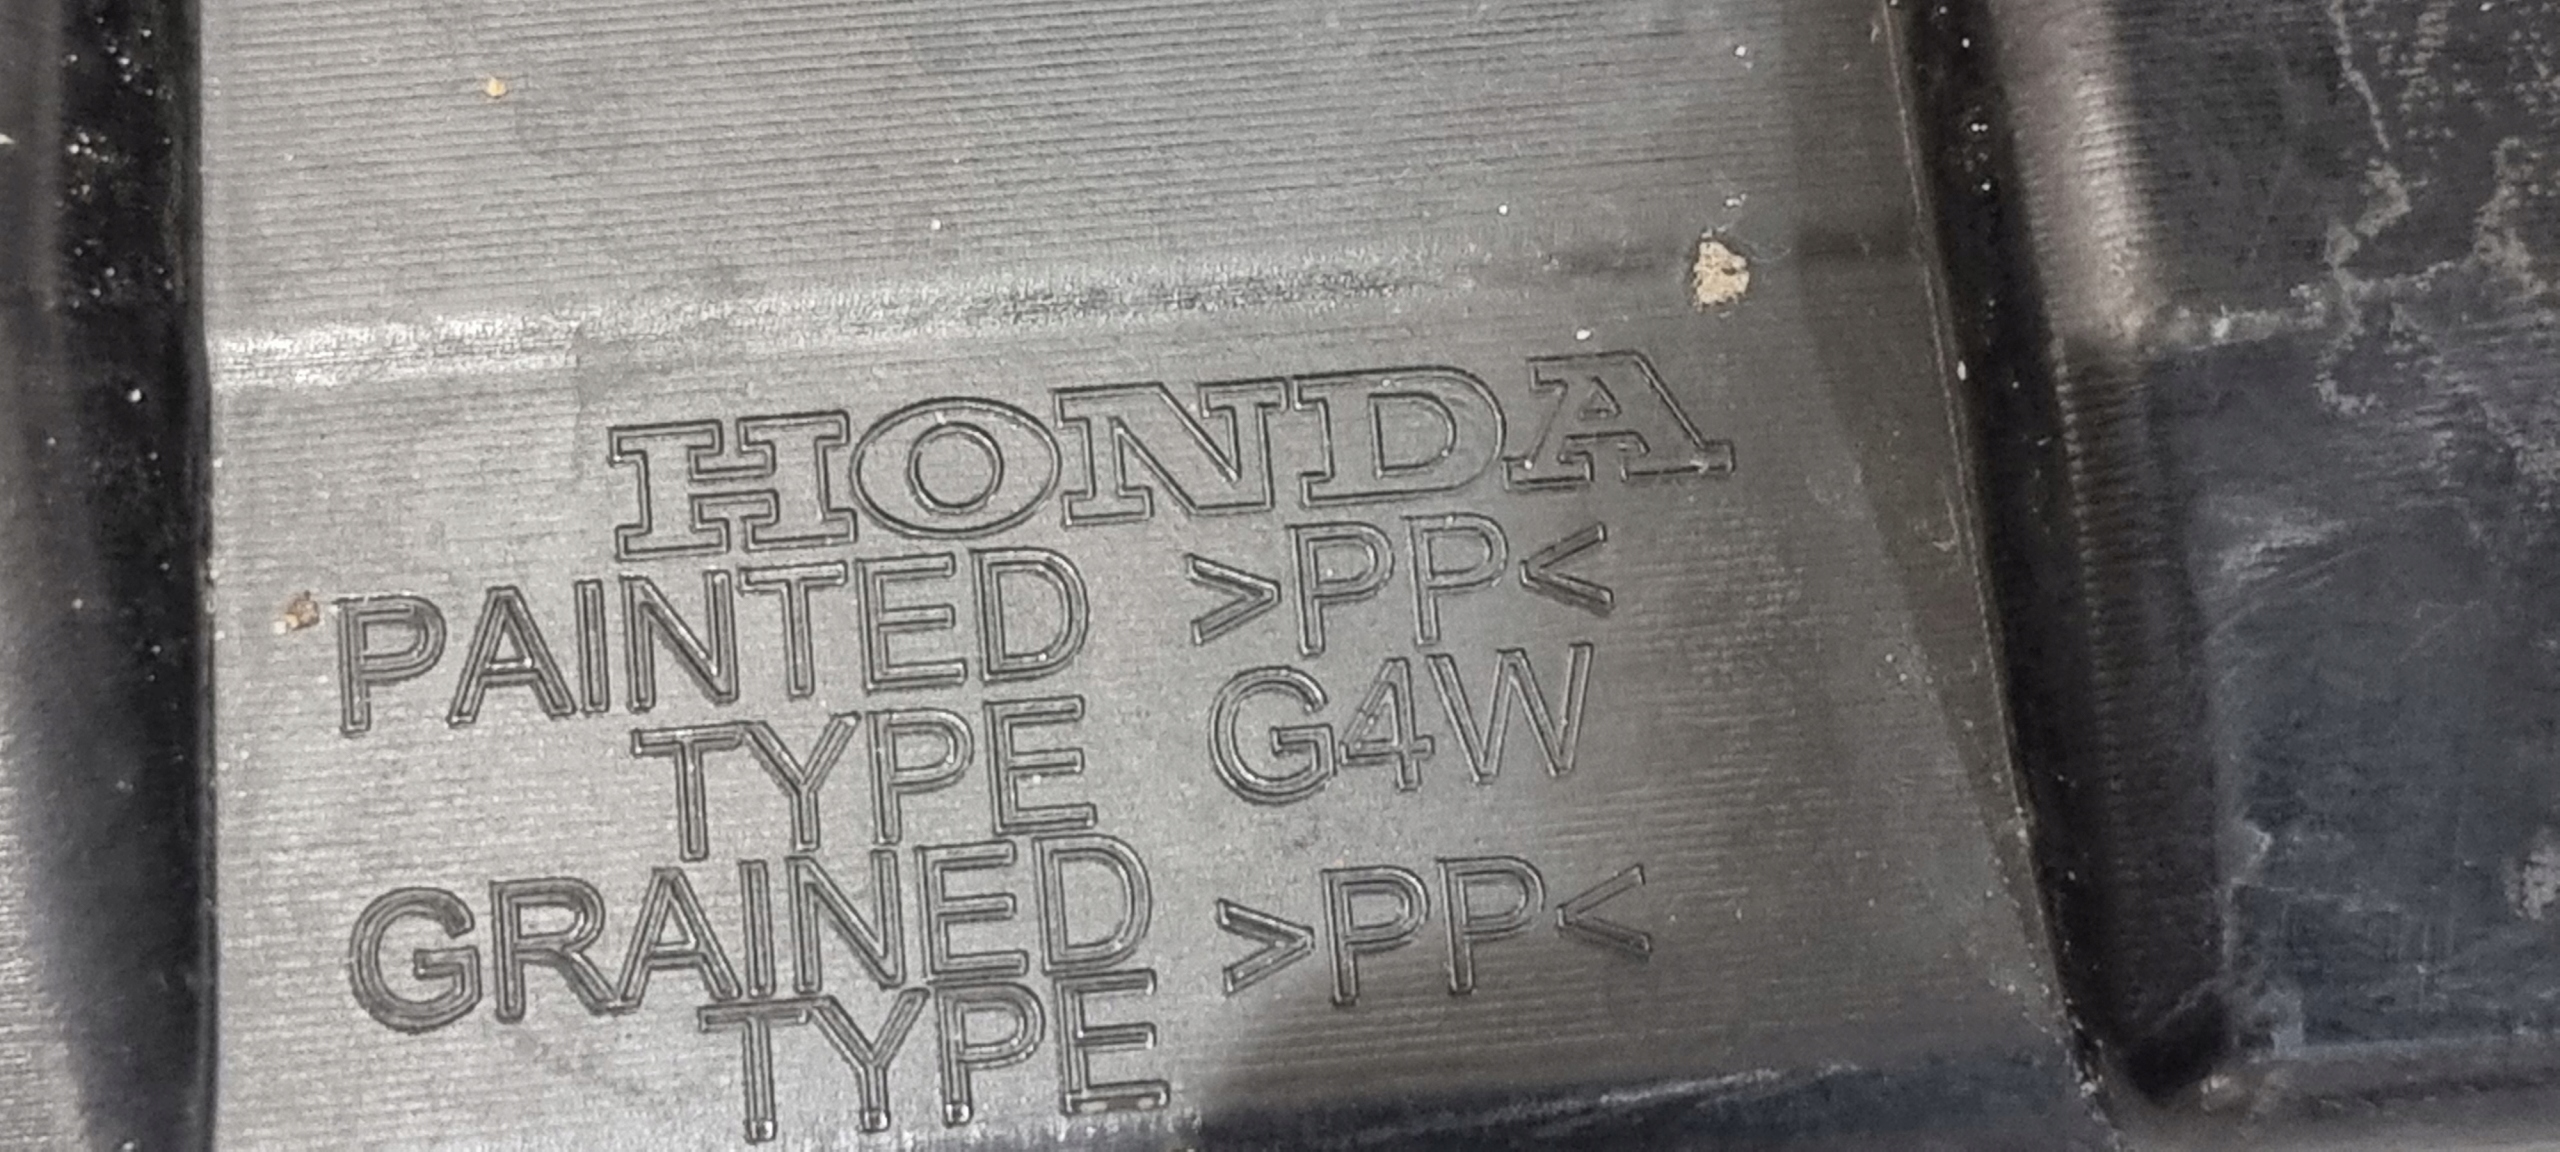 HONDA
PAINTED >PP<
TYPE G4W
GRAINED >PP<
TYPE